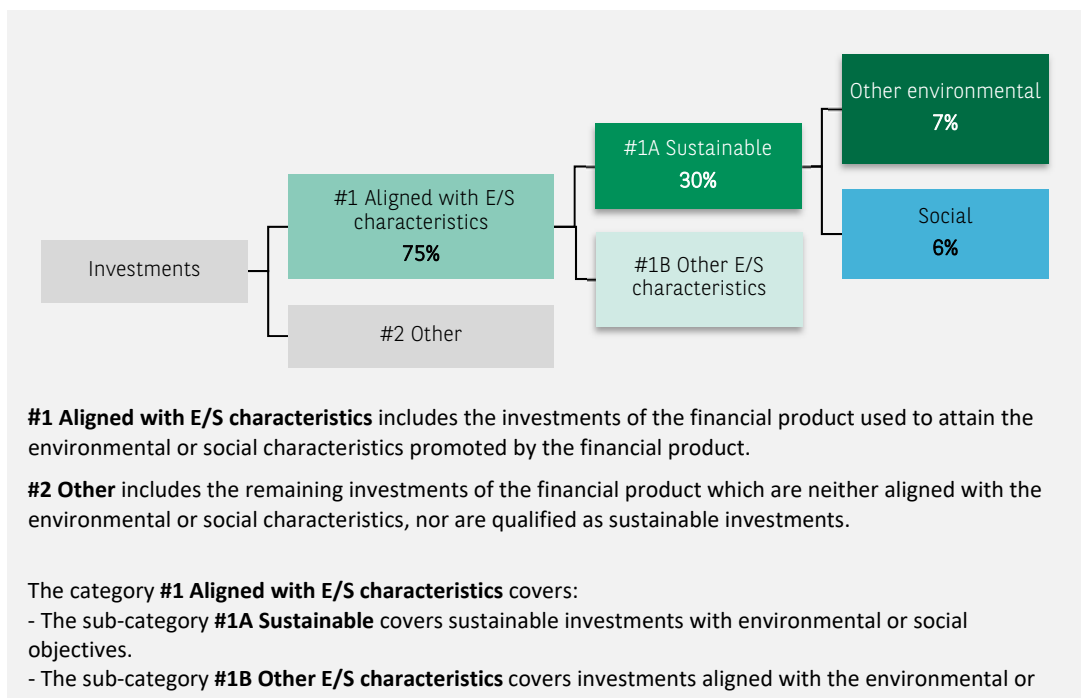 Other environmental
7%
#1A Sustainable
30%
#1 Aligned with E/S
characteristics
75%
Social
6%
Investments
#1B Other E/S
characteristics
#2 Other
#1 Aligned with E/S characteristics includes the investments of the financial product used to attain the
environmental or social characteristics promoted by the financial product.
#2 Other includes the remaining investments of the financial product which are neither aligned with the
environmental or social characteristics, nor are qualified as sustainable investments.
The category #1 Aligned with E/S characteristics covers:
- The sub-category #1A Sustainable covers sustainable investments with environmental or social
objectives.
- The sub-category #1B Other E/S characteristics covers investments aligned with the environmental or